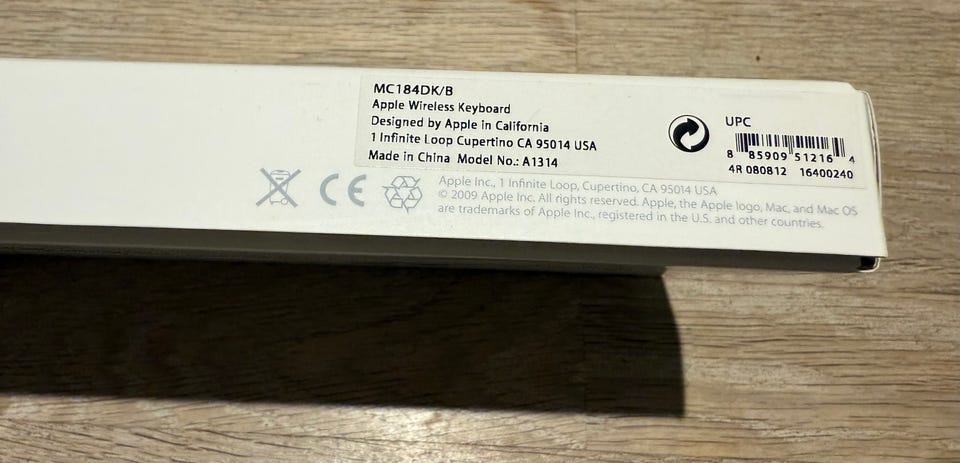 MC184DK/B
Apple Wireless Keyboard
Designed by Apple in California
1 Infinite Loop Cupertino CA 95014 USA
Made in China Model No.: A1314
UPC
8 85909 51216 4
4R 080812 16400240
CE
Apple Inc., 1 Infinite Loop, Cupertino, CA 95014 USA
© 2009 Apple Inc. All rights reserved. Apple, the Apple logo, Mac, and Mac OS
are trademarks of Apple Inc., registered in the U.S. and other countries.